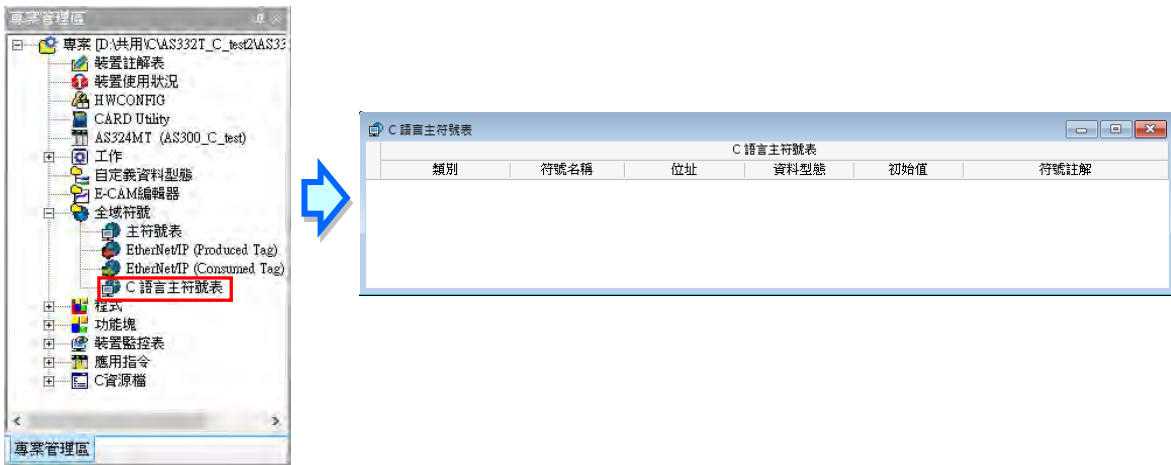 專案管理區
專案 [D:\共用\C\AS332T_C_test2\AS33
裝置註解表
裝置使用狀況
HWCONFIG
CARD Utility
AS324MT (AS300_C_test)
工作
自定義資料型態
E-CAM編輯器
全域符號
主符號表
EtherNet/IP (Produced Tag)
EtherNet/IP (Consumed Tag)
C 語言主符號表
程式
功能塊
裝置監控表
應用指令
C資源檔
專案管理區
C 語言主符號表
C 語言主符號表
類別 符號名稱 位址 資料型態 初始值 符號註解